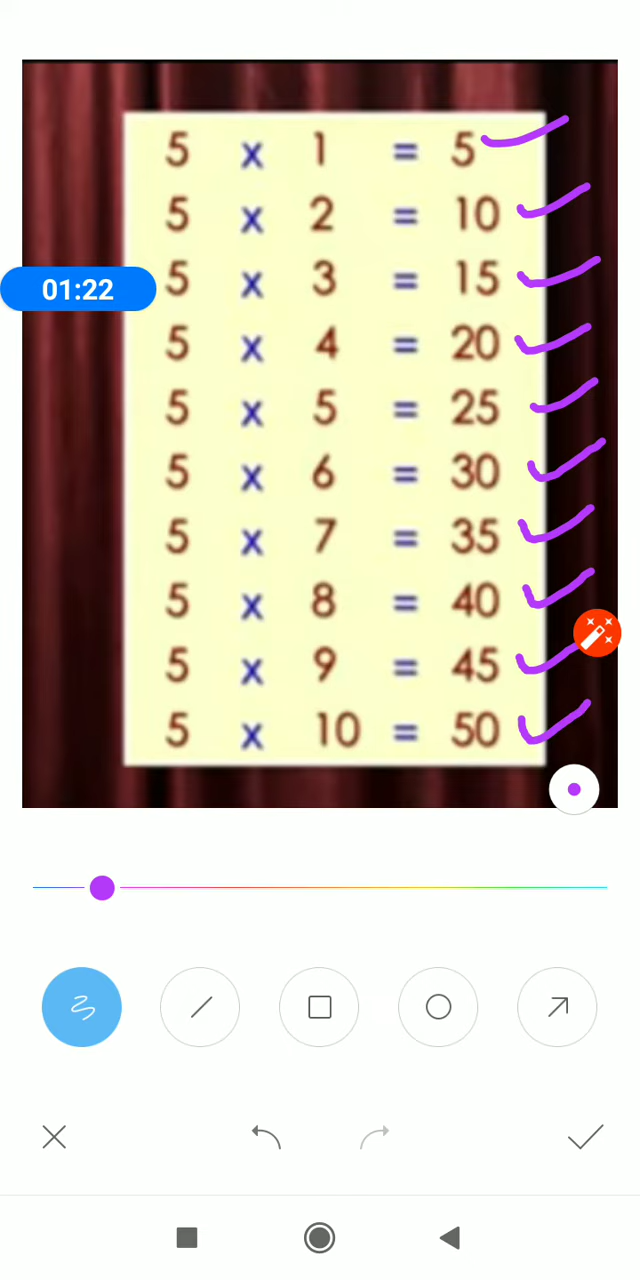 5 x 1 = 5
5 x 2 = 10
01:22 5 x 3 = 15
5 x 4 = 20
5 x 5 = 25
5 x 6 = 30
5 x 7 = 35
5 x 8 = 40
5 x 9 = 45
5 x 10 = 50